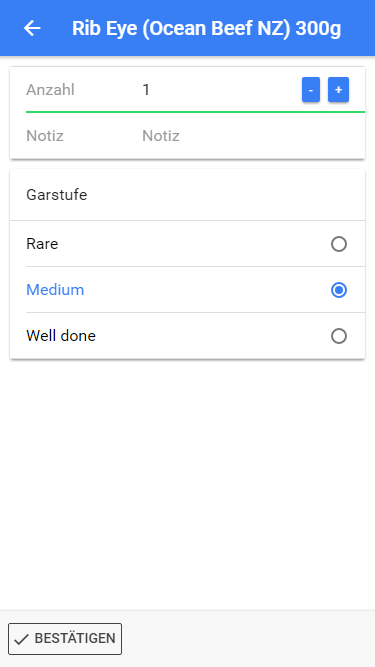 Rib Eye (Ocean Beef NZ) 300g
Anzahl 1 - +
Notiz Notiz
Garstufe
Rare
Medium
Well done
BESTÄTIGEN